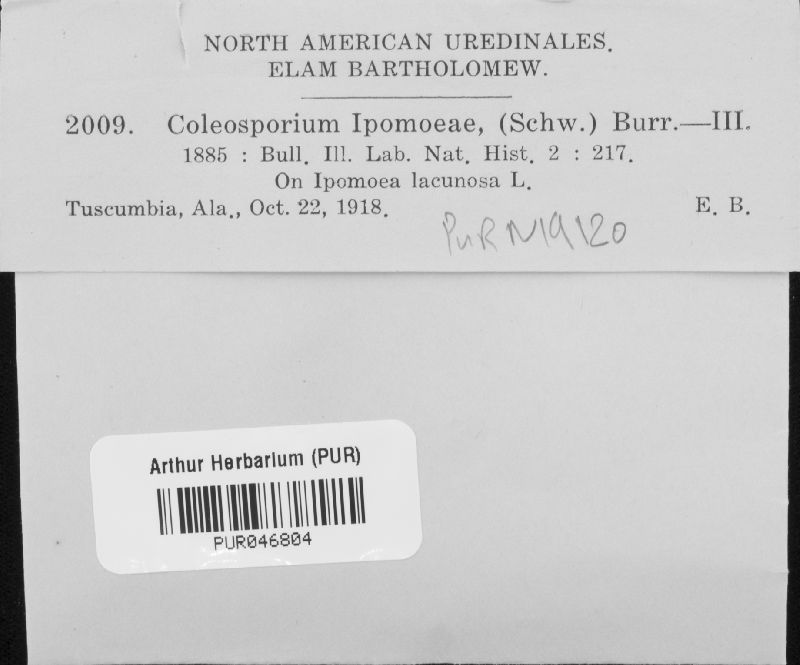 NORTH AMERICAN UREDINALES.
ELAM BARTHOLOMEW.
2009. Coleosporium Ipomoeae, (Schw.) Burr.—III.
1885 : Bull. Ill. Lab. Nat. Hist. 2 : 217.
On Ipomoea lacunosa L.
Tuscumbia, Ala., Oct. 22, 1918. E. B.
PUR N19120
Arthur Herbarium (PUR)
PUR046804